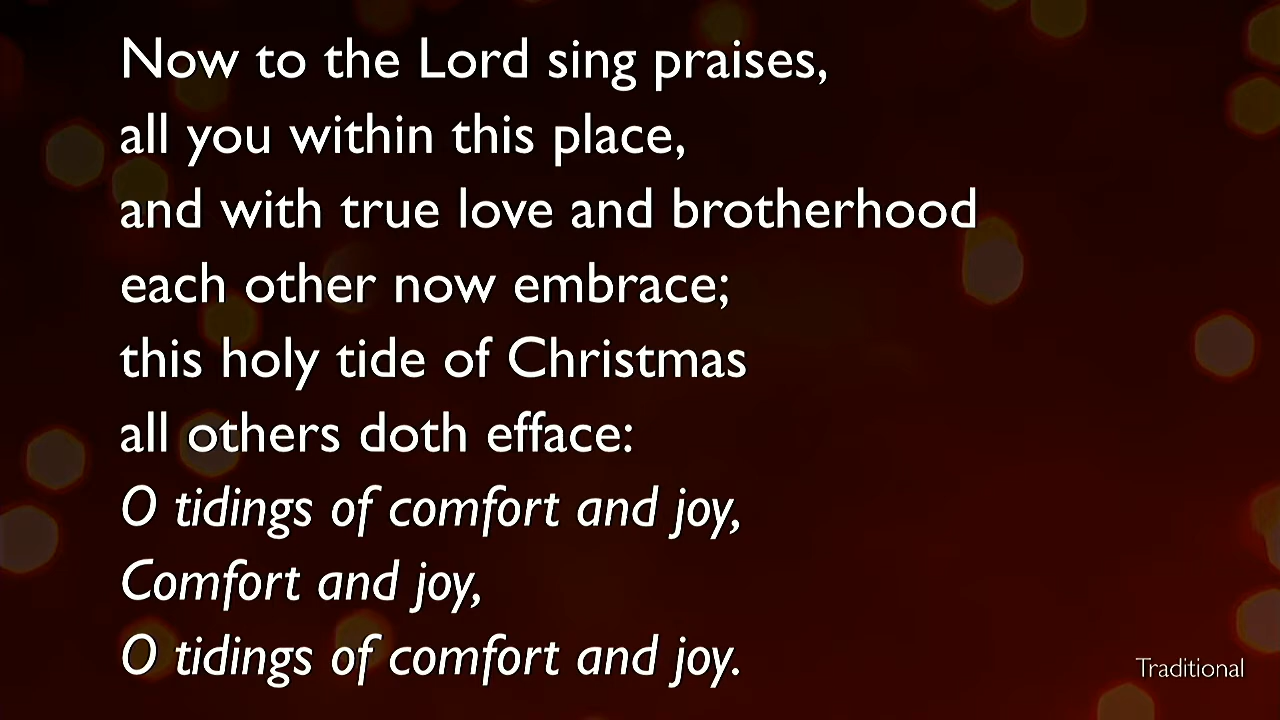 Now to the Lord sing praises,
all you within this place,
and with true love and brotherhood
each other now embrace;
this holy tide of Christmas
all others doth efface:
O tidings of comfort and joy,
Comfort and joy,
O tidings of comfort and joy.
Traditional